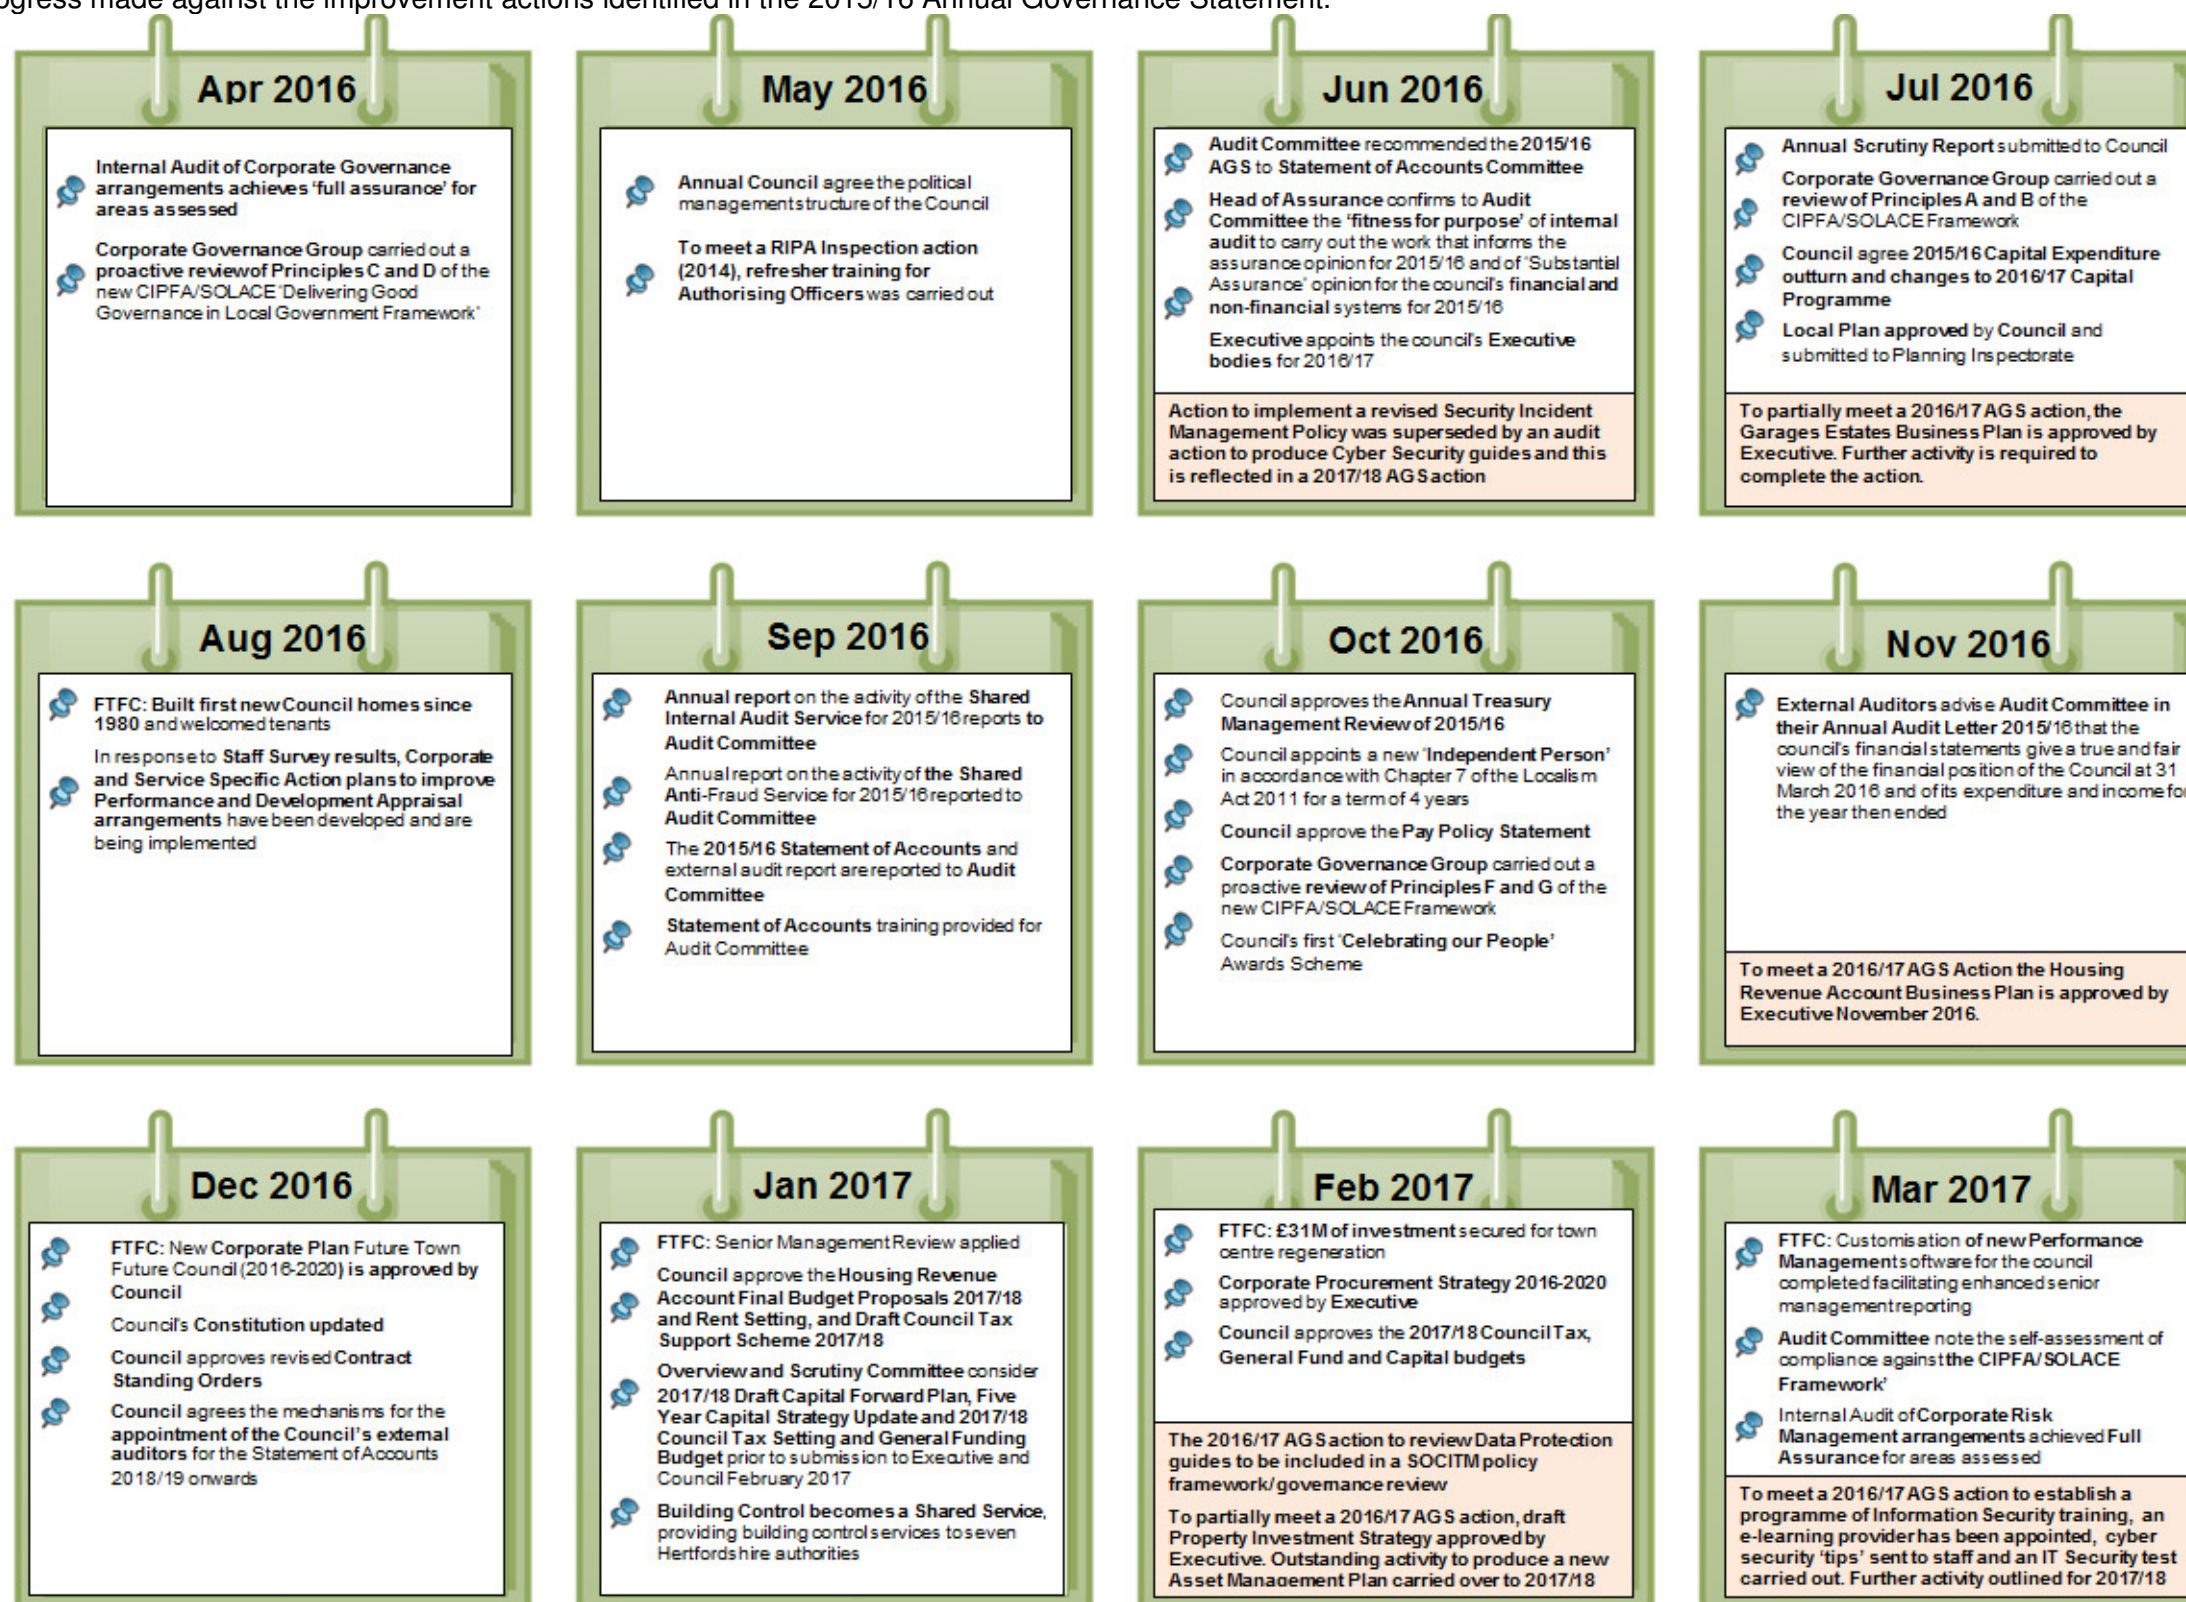 ogress made against the improvement actions identified in the 2015/16 Annual Governance Statement.
Apr 2016
Internal Audit of Corporate Governance
arrangements achieves 'full assurance' for
areas assessed
Corporate Governance Group carried out a
proactive review of Principles C and D of the
new CIPFA/SOLACE 'Delivering Good
Governance in Local Government Framework'
May 2016
Annual Council agree the political
management structure of the Council
To meet a RIPA Inspection action
(2014), refresher training for
Authorising Officers was carried out
Jun 2016
Audit Committee recommended the 2015/16
AGS to Statement of Accounts Committee
Head of Assurance confirms to Audit
Committee the 'fitness for purpose' of internal
audit to carry out the work that informs the
assurance opinion for 2015/16 and of 'Substantial
Assurance' opinion for the council's financial and
non-financial systems for 2015/16
Executive appoints the council's Executive
bodies for 2016/17
Action to implement a revised Security Incident
Management Policy was superseded by an audit
action to produce Cyber Security guides and this
is reflected in a 2017/18 AGS action
Jul 2016
Annual Scrutiny Report submitted to Council
Corporate Governance Group carried out a
review of Principles A and B of the
CIPFA/SOLACE Framework
Council agree 2015/16 Capital Expenditure
outturn and changes to 2016/17 Capital
Programme
Local Plan approved by Council and
submitted to Planning Inspectorate
To partially meet a 2016/17 AGS action, the
Garages Estates Business Plan is approved by
Executive. Further activity is required to
complete the action.
Aug 2016
FTFC: Built first new Council homes since
1980 and welcomed tenants
In response to Staff Survey results, Corporate
and Service Specific Action plans to improve
Performance and Development Appraisal
arrangements have been developed and are
being implemented
Sep 2016
Annual report on the activity of the Shared
Internal Audit Service for 2015/16 reports to
Audit Committee
Annual report on the activity of the Shared
Anti-Fraud Service for 2015/16 reported to
Audit Committee
The 2015/16 Statement of Accounts and
external audit report are reported to Audit
Committee
Statement of Accounts training provided for
Audit Committee
Oct 2016
Council approves the Annual Treasury
Management Review of 2015/16
Council appoints a new 'Independent Person'
in accordance with Chapter 7 of the Localism
Act 2011 for a term of 4 years
Council approve the Pay Policy Statement
Corporate Governance Group carried out a
proactive review of Principles F and G of the
new CIPFA/SOLACE Framework
Council's first 'Celebrating our People'
Awards Scheme
Nov 2016
External Auditors advise Audit Committee in
their Annual Audit Letter 2015/16 that the
council's financial statements give a true and fair
view of the financial position of the Council at 31
March 2016 and of its expenditure and income for
the year then ended
To meet a 2016/17 AGS Action the Housing
Revenue Account Business Plan is approved by
Executive November 2016.
Dec 2016
FTFC: New Corporate Plan Future Town
Future Council (2016-2020) is approved by
Council
Council's Constitution updated
Council approves revised Contract
Standing Orders
Council agrees the mechanisms for the
appointment of the Council's external
auditors for the Statement of Accounts
2018/19 onwards
Jan 2017
FTFC: Senior Management Review applied
Council approve the Housing Revenue
Account Final Budget Proposals 2017/18
and Rent Setting, and Draft Council Tax
Support Scheme 2017/18
Overview and Scrutiny Committee consider
2017/18 Draft Capital Forward Plan, Five
Year Capital Strategy Update and 2017/18
Council Tax Setting and General Funding
Budget prior to submission to Executive and
Council February 2017
Building Control becomes a Shared Service,
providing building control services to seven
Hertfordshire authorities
Feb 2017
FTFC: £31M of investment secured for town
centre regeneration
Corporate Procurement Strategy 2016-2020
approved by Executive
Council approves the 2017/18 Council Tax,
General Fund and Capital budgets
The 2016/17 AGS action to review Data Protection
guides to be included in a SOCITM policy
framework/governance review
To partially meet a 2016/17 AGS action, draft
Property Investment Strategy approved by
Executive. Outstanding activity to produce a new
Asset Management Plan carried over to 2017/18
Mar 2017
FTFC: Customisation of new Performance
Management software for the council
completed facilitating enhanced senior
management reporting
Audit Committee note the self-assessment of
compliance against the CIPFA/SOLACE
Framework'
Internal Audit of Corporate Risk
Management arrangements achieved Full
Assurance for areas assessed
To meet a 2016/17 AGS action to establish a
programme of Information Security training, an
e-learning provider has been appointed, cyber
security 'tips' sent to staff and an IT Security test
carried out. Further activity outlined for 2017/18